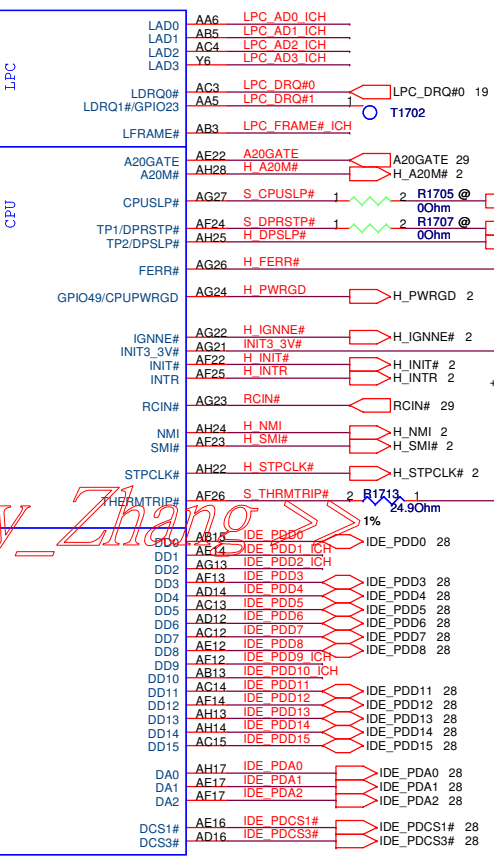 LPC
LAD0 AA6 LPC_AD0_ICH
LAD1 AB5 LPC_AD1_ICH
LAD2 AC4 LPC_AD2_ICH
LAD3 Y6 LPC_AD3_ICH
LDRQ0# AC3 LPC_DRQ#0 LPC_DRQ#0 19
LDRQ1#/GPIO23 AA5 LPC_DRQ#1 1 T1702
LFRAME# AB3 LPC_FRAME#_ICH
CPU
A20GATE AE22 A20GATE A20GATE 29
A20M# AH28 H_A20M# H_A20M# 2
CPUSLP# AG27 S_CPUSLP# 1 2 R1705 @
0Ohm
TP1/DPRSTP# AF24 S_DPRSTP# 1 2 R1707 @
TP2/DPSLP# AH25 H_DPSLP# 0Ohm
FERR# AG26 H_FERR#
GPIO49/CPUPWRGD AG24 H_PWRGD H_PWRGD 2
IGNNE# AG22 H_IGNNE# H_IGNNE# 2
INIT3_3V# AG21 INIT3_3V#
INIT# AF22 H_INIT# H_INIT# 2
INTR AF25 H_INTR H_INTR 2
RCIN# AG23 RCIN# RCIN# 29
NMI AH24 H_NMI H_NMI 2
SMI# AF23 H_SMI# H_SMI# 2
STPCLK# AH22 H_STPCLK# H_STPCLK# 2
THERMTRIP# AF26 S_THRMTRIP# 2 R1713 1
24.9Ohm
1%
y_Zhang >>
DD0 AB15 IDE_PDD0 IDE_PDD0 28
DD1 AE14 IDE_PDD1_ICH
DD2 AG13 IDE_PDD2_ICH
DD3 AF13 IDE_PDD3 IDE_PDD3 28
DD4 AD14 IDE_PDD4 IDE_PDD4 28
DD5 AC13 IDE_PDD5 IDE_PDD5 28
DD6 AD12 IDE_PDD6 IDE_PDD6 28
DD7 AC12 IDE_PDD7 IDE_PDD7 28
DD8 AE12 IDE_PDD8 IDE_PDD8 28
DD9 AF12 IDE_PDD9_ICH
DD10 AB13 IDE_PDD10_ICH
DD11 AC14 IDE_PDD11 IDE_PDD11 28
DD12 AF14 IDE_PDD12 IDE_PDD12 28
DD13 AH13 IDE_PDD13 IDE_PDD13 28
DD14 AH14 IDE_PDD14 IDE_PDD14 28
DD15 AC15 IDE_PDD15 IDE_PDD15 28
DA0 AH17 IDE_PDA0 IDE_PDA0 28
DA1 AE17 IDE_PDA1 IDE_PDA1 28
DA2 AF17 IDE_PDA2 IDE_PDA2 28
DCS1# AE16 IDE_PDCS1# IDE_PDCS1# 28
DCS3# AD16 IDE_PDCS3# IDE_PDCS3# 28